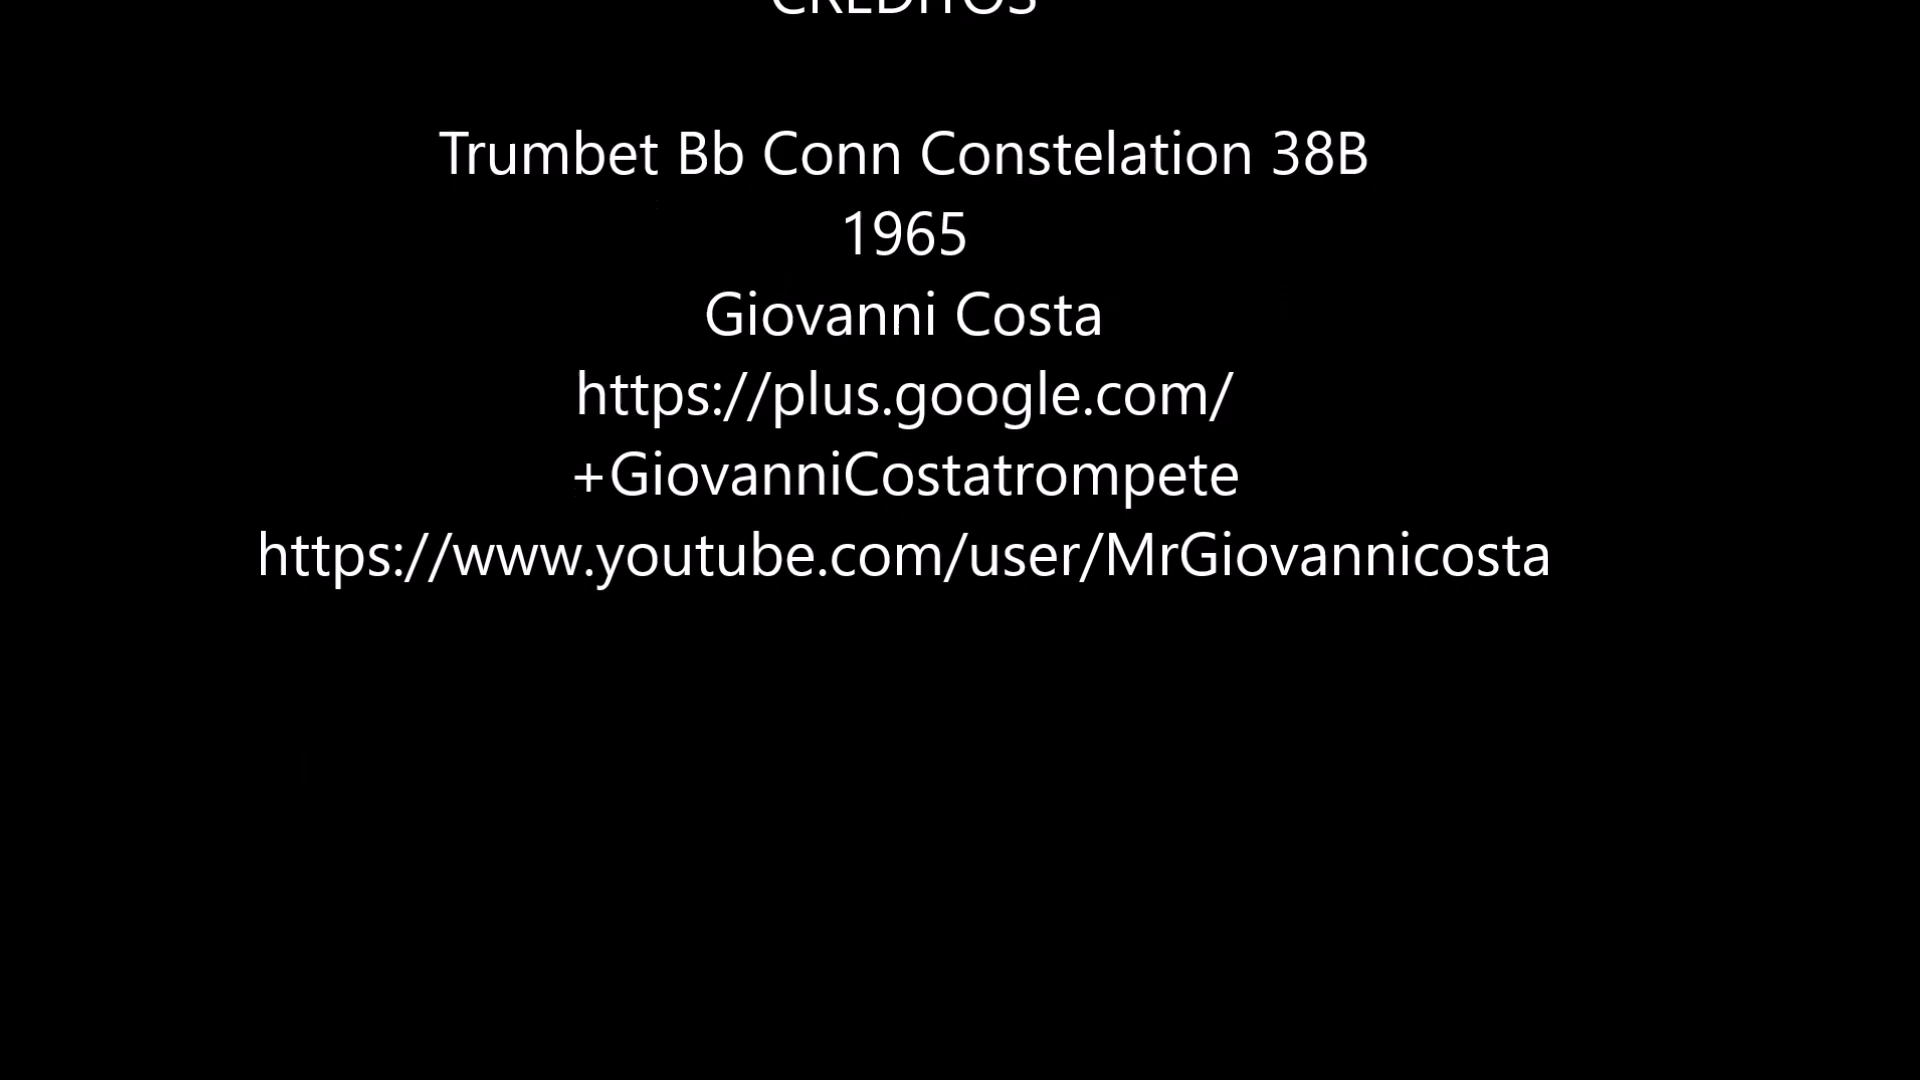 CREDITOS
Trumbet Bb Conn Constelation 38B
1965
Giovanni Costa
https://plus.google.com/
+GiovanniCostatrompete
https://www.youtube.com/user/MrGiovannicosta